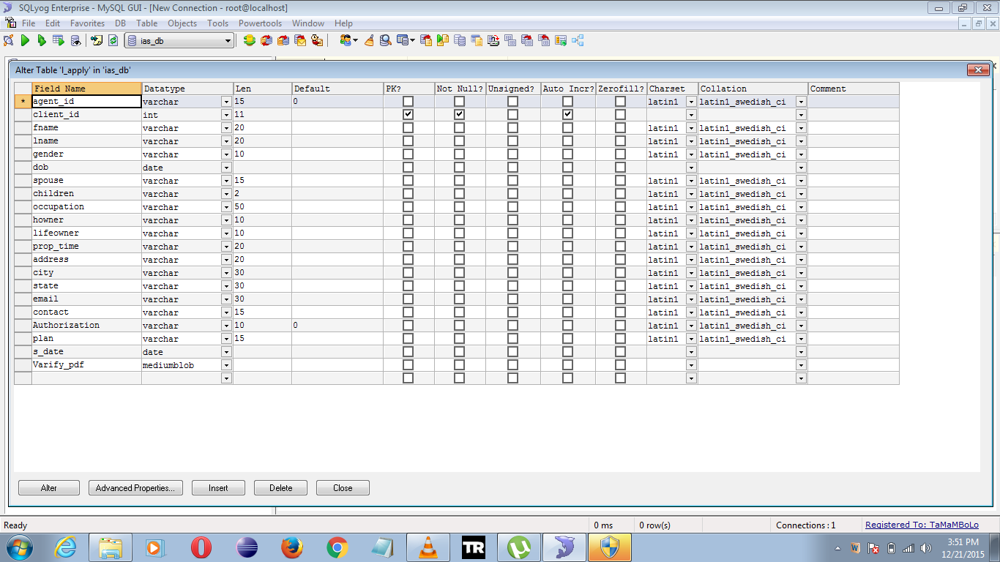 SQLyog Enterprise - MySQL GUI - [New Connection - root@localhost]
File Edit Favorites DB Table Objects Tools Powertools Window Help
ias_db
Alter Table 'l_apply' in 'ias_db'
Field Name Datatype Len Default PK? Not Null? Unsigned? Auto Incr? Zerofill? Charset Collation Comment
* agent_id varchar 15 0 latin1 latin1_swedish_ci
client_id int 11
fname varchar 20 latin1 latin1_swedish_ci
lname varchar 20 latin1 latin1_swedish_ci
gender varchar 10 latin1 latin1_swedish_ci
dob date
spouse varchar 15 latin1 latin1_swedish_ci
children varchar 2 latin1 latin1_swedish_ci
occupation varchar 50 latin1 latin1_swedish_ci
howner varchar 10 latin1 latin1_swedish_ci
lifeowner varchar 10 latin1 latin1_swedish_ci
prop_time varchar 20 latin1 latin1_swedish_ci
address varchar 20 latin1 latin1_swedish_ci
city varchar 30 latin1 latin1_swedish_ci
state varchar 30 latin1 latin1_swedish_ci
email varchar 30 latin1 latin1_swedish_ci
contact varchar 15 latin1 latin1_swedish_ci
Authorization varchar 10 0 latin1 latin1_swedish_ci
plan varchar 15 latin1 latin1_swedish_ci
s_date date
Varify_pdf mediumblob
Alter Advanced Properties... Insert Delete Close
Ready 0 ms 0 row(s) Connections : 1 Registered To: TaMaMBoLo
TR
3:51 PM
12/21/2015